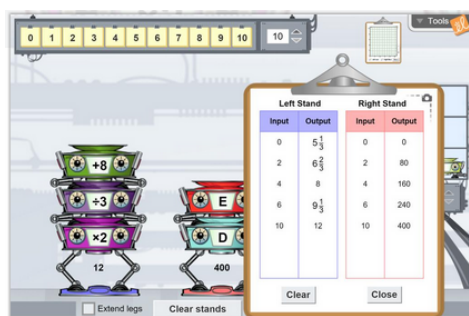 0 1 2 3 4 5 6 7 8 9 10
10
Tools
Left Stand Right Stand
Input Output Input Output
0 5 1/3 0 0
2 6 2/3 2 80
4 8 4 160
6 9 1/3 6 240
10 12 10 400
Clear Close
+8
÷3 E
×2 D
12 400
Extend legs Clear stands